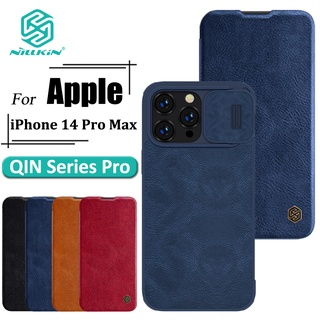 NILLKIN
For Apple
iPhone 14 Pro Max
QIN Series Pro